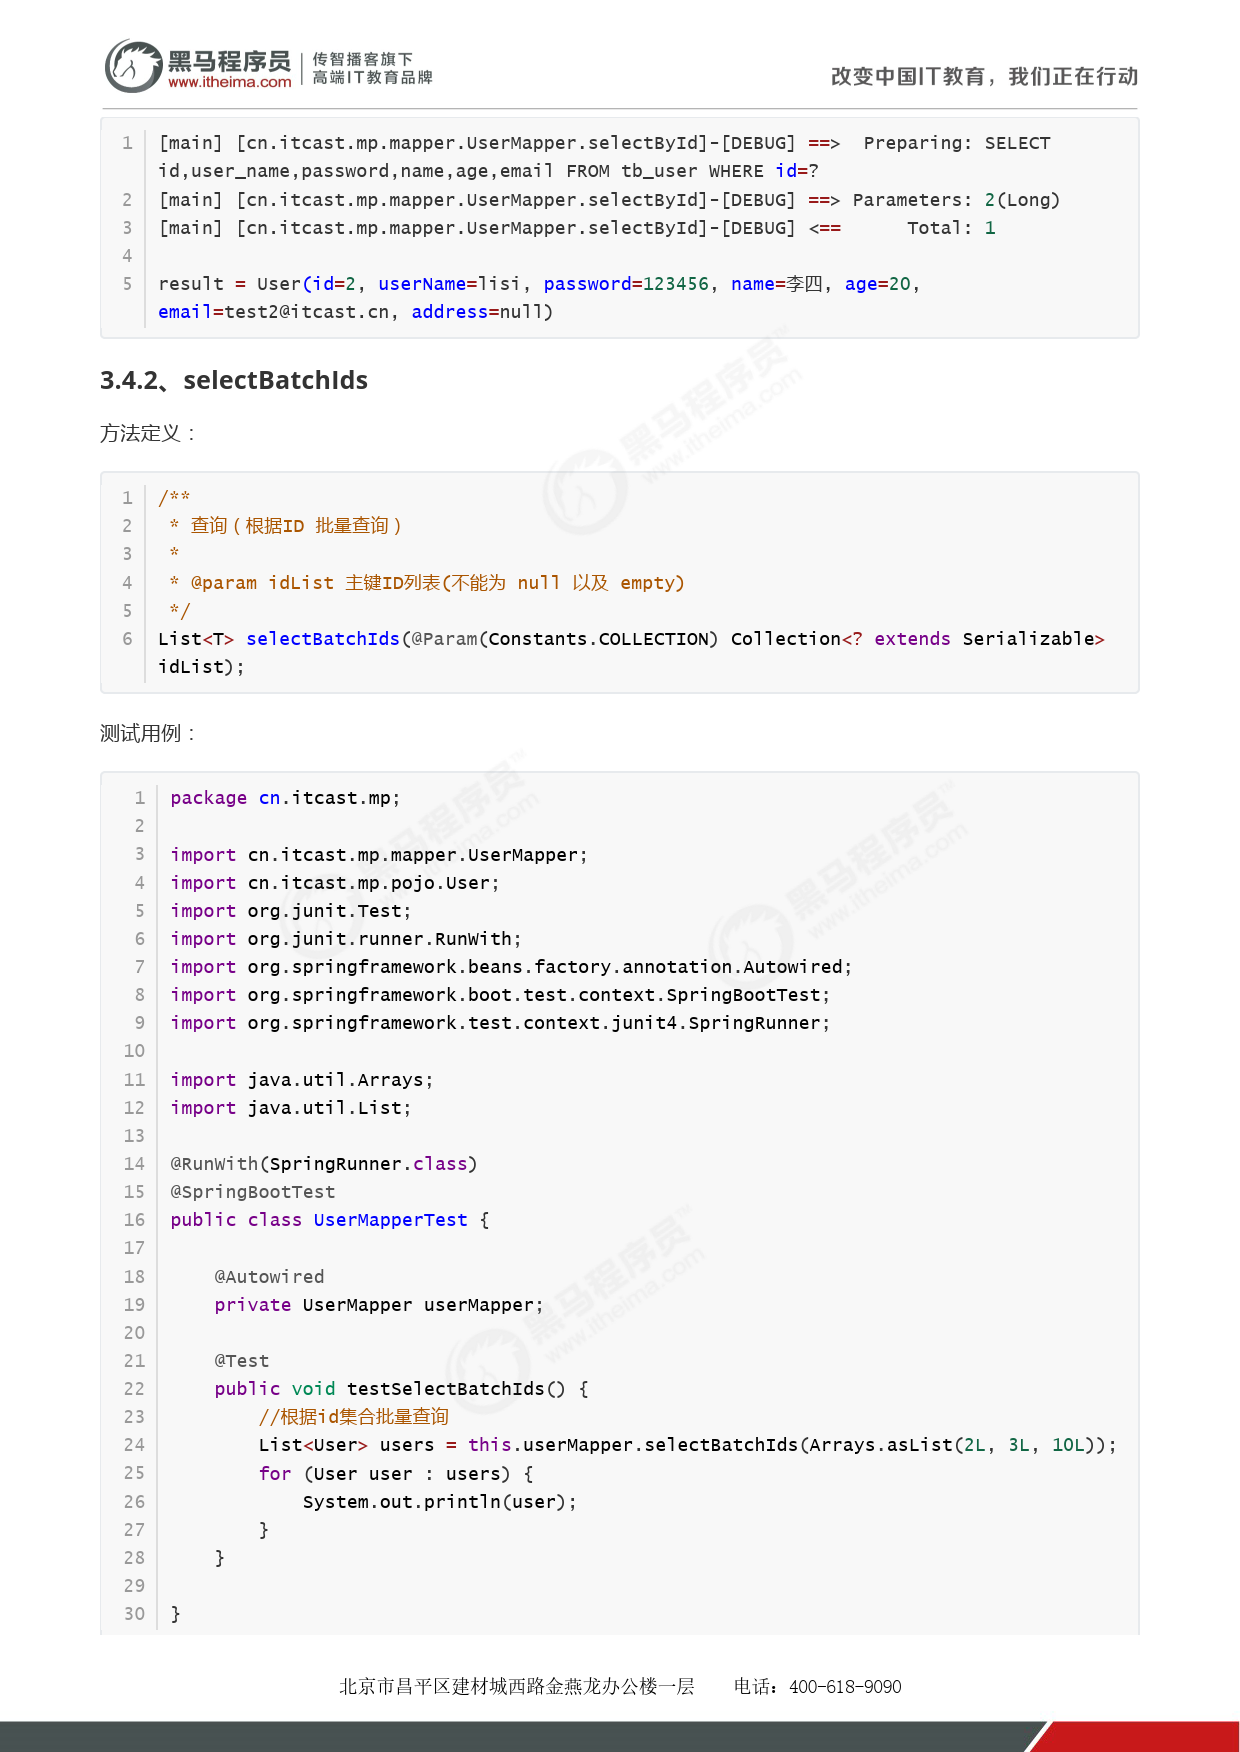 黑马程序员 传智播客旗下
www.itheima.com 高端IT教育品牌
改变中国IT教育，我们正在行动
1 [main] [cn.itcast.mp.mapper.UserMapper.selectById]-[DEBUG] ==>  Preparing: SELECT
id,user_name,password,name,age,email FROM tb_user WHERE id=?
2 [main] [cn.itcast.mp.mapper.UserMapper.selectById]-[DEBUG] ==> Parameters: 2(Long)
3 [main] [cn.itcast.mp.mapper.UserMapper.selectById]-[DEBUG] <==      Total: 1
4
5 result = User(id=2, userName=lisi, password=123456, name=李四, age=20,
email=test2@itcast.cn, address=null)
3.4.2、selectBatchIds
方法定义：
1 /**
2  * 查询（根据ID 批量查询）
3  *
4  * @param idList 主键ID列表(不能为 null 以及 empty)
5  */
6 List<T> selectBatchIds(@Param(Constants.COLLECTION) Collection<? extends Serializable>
idList);
测试用例：
1 package cn.itcast.mp;
2
3 import cn.itcast.mp.mapper.UserMapper;
4 import cn.itcast.mp.pojo.User;
5 import org.junit.Test;
6 import org.junit.runner.RunWith;
7 import org.springframework.beans.factory.annotation.Autowired;
8 import org.springframework.boot.test.context.SpringBootTest;
9 import org.springframework.test.context.junit4.SpringRunner;
10
11 import java.util.Arrays;
12 import java.util.List;
13
14 @RunWith(SpringRunner.class)
15 @SpringBootTest
16 public class UserMapperTest {
17
18     @Autowired
19     private UserMapper userMapper;
20
21     @Test
22     public void testSelectBatchIds() {
23         //根据id集合批量查询
24         List<User> users = this.userMapper.selectBatchIds(Arrays.asList(2L, 3L, 10L));
25         for (User user : users) {
26             System.out.println(user);
27         }
28     }
29
30 }
北京市昌平区建材城西路金燕龙办公楼一层  电话：400-618-9090